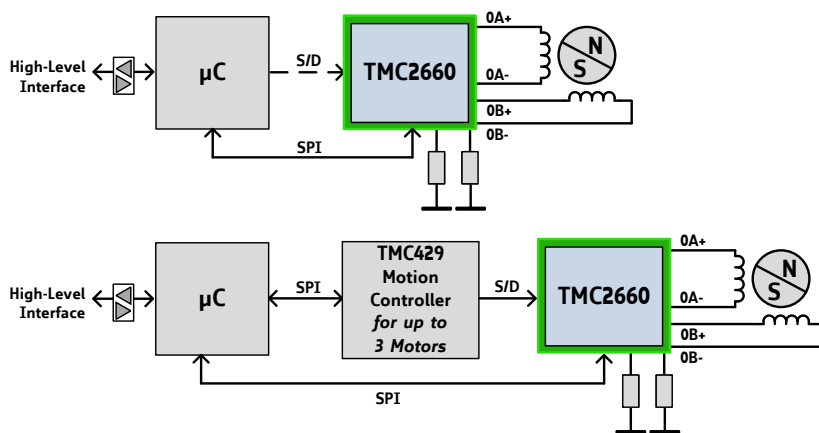 0A+
High-Level
Interface
µC
S/D
TMC2660
N
S
0A-
0B+
0B-
SPI
High-Level
Interface
µC
SPI
TMC429
Motion
Controller
for up to
3 Motors
S/D
TMC2660
0A+
N
S
0A-
0B+
0B-
SPI